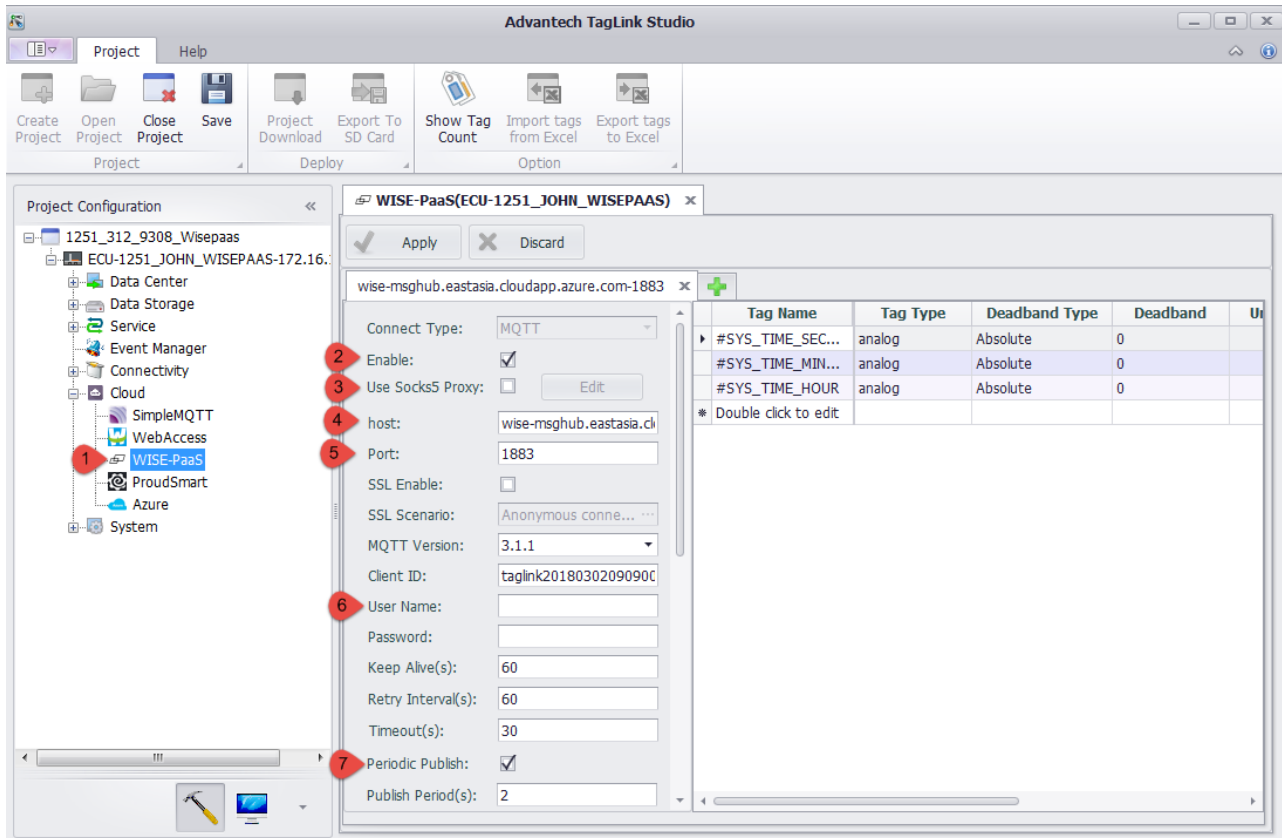 Advantech TagLink Studio
Project Help
Create Project
Open Project
Close Project
Save
Project Download
Export To SD Card
Show Tag Count
Import tags from Excel
Export tags to Excel
Project
Deploy
Option
Project Configuration «
1251_312_9308_Wisepaas
ECU-1251_JOHN_WISEPAAS-172.16.
Data Center
Data Storage
Service
Event Manager
Connectivity
Cloud
SimpleMQTT
WebAccess
1 WISE-PaaS
ProudSmart
Azure
System
WISE-PaaS(ECU-1251_JOHN_WISEPAAS) x
Apply Discard
wise-msghub.eastasia.cloudapp.azure.com-1883 x
Connect Type: MQTT
2 Enable:
3 Use Socks5 Proxy: Edit
4 host: wise-msghub.eastasia.cl
5 Port: 1883
SSL Enable:
SSL Scenario: Anonymous conne... ...
MQTT Version: 3.1.1
Client ID: taglink2018030209090
6 User Name:
Password:
Keep Alive(s): 60
Retry Interval(s): 60
Timeout(s): 30
7 Periodic Publish:
Publish Period(s): 2
Tag Name Tag Type Deadband Type Deadband
#SYS_TIME_SEC... analog Absolute 0
#SYS_TIME_MIN... analog Absolute 0
#SYS_TIME_HOUR analog Absolute 0
* Double click to edit